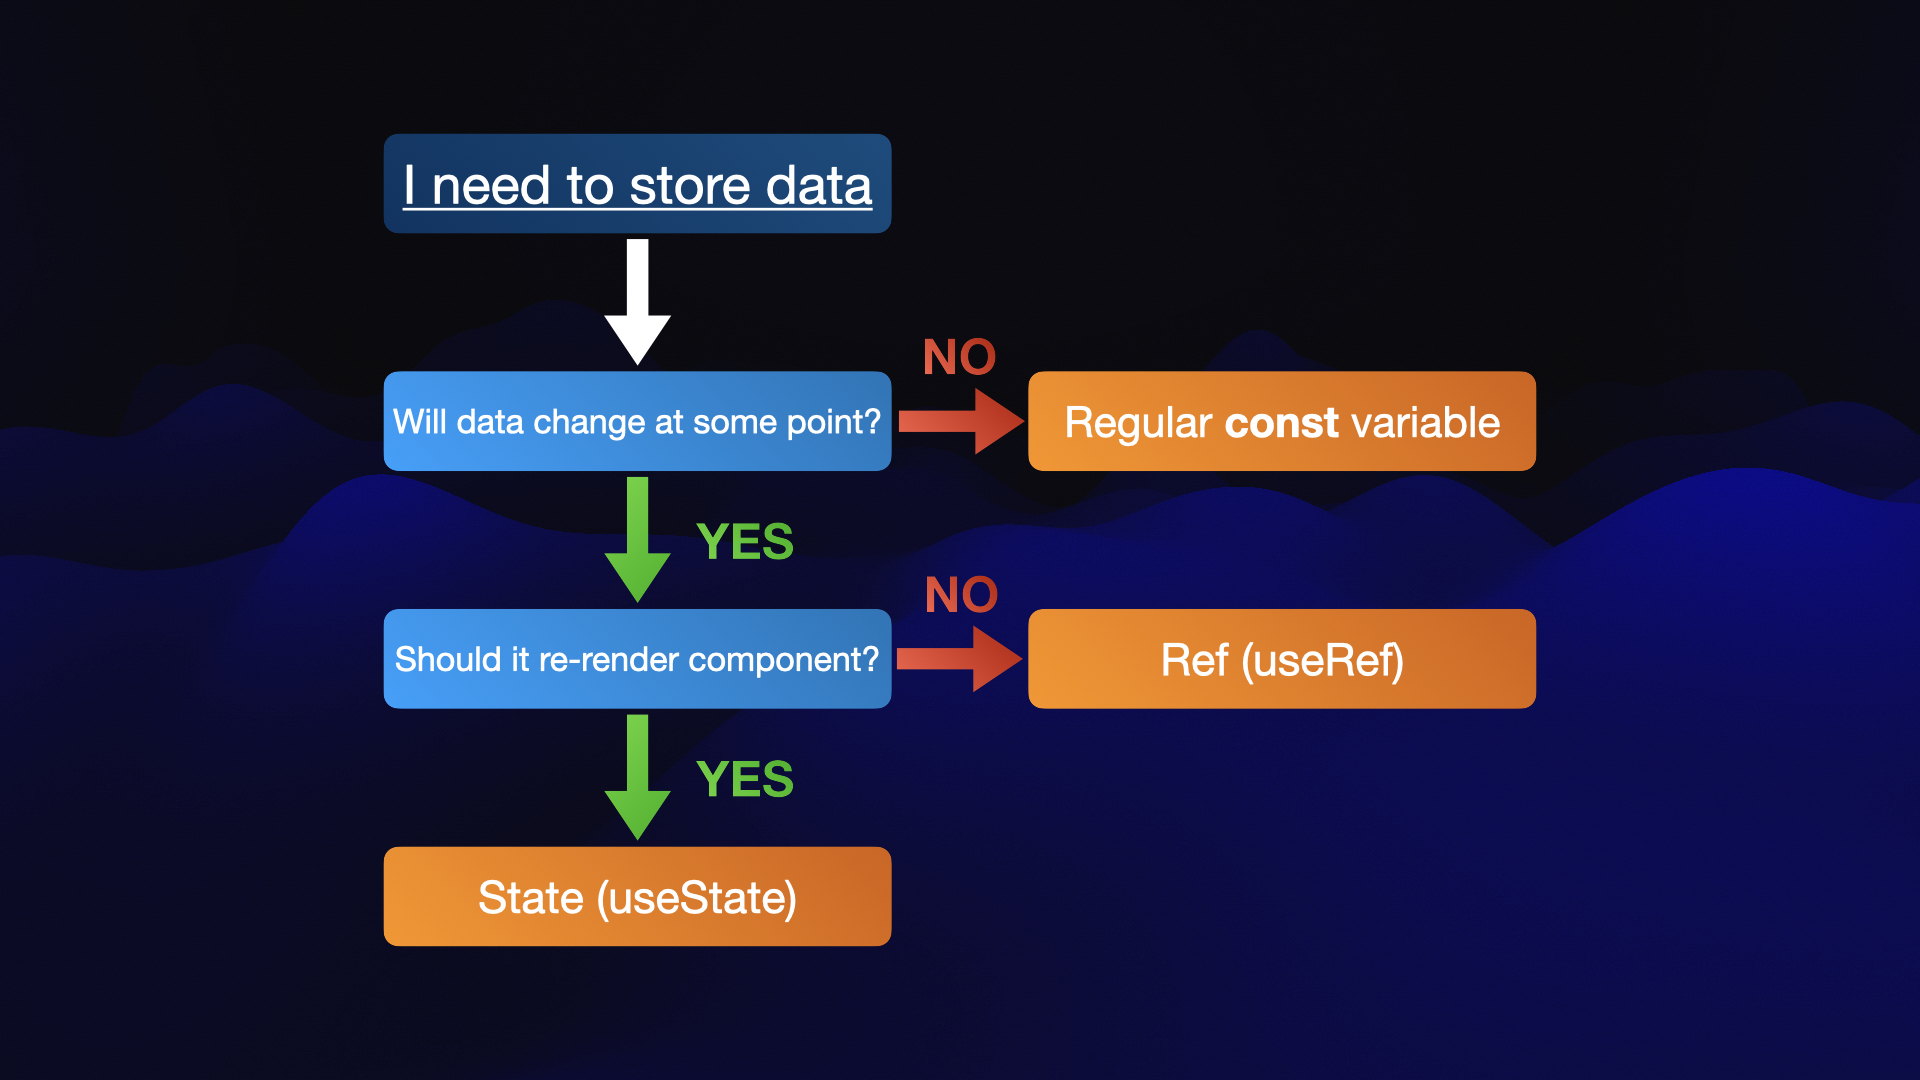 I need to store data
NO
Will data change at some point?
Regular const variable
YES
NO
Should it re-render component?
Ref (useRef)
YES
State (useState)